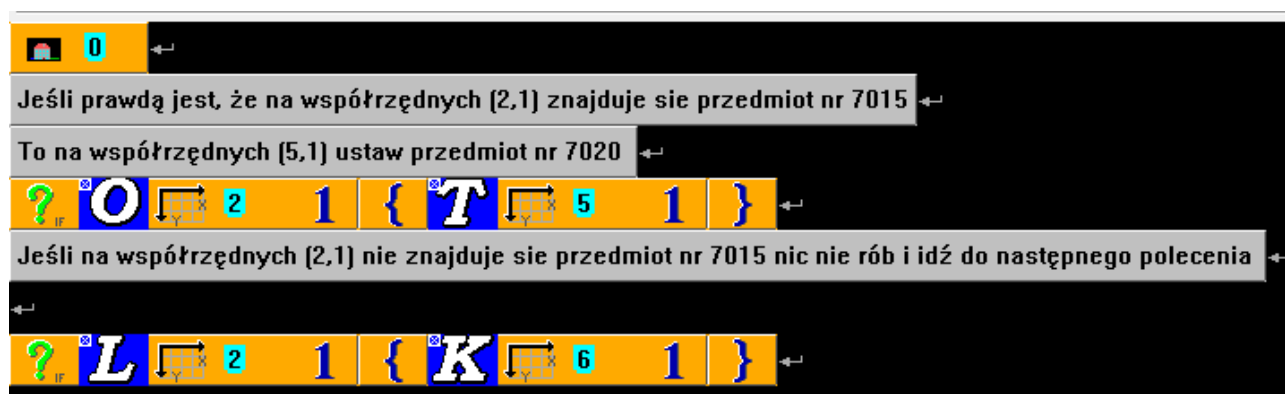 0
Jeśli prawdą jest, że na współrzędnych (2,1) znajduje sie przedmiot nr 7015
To na współrzędnych (5,1) ustaw przedmiot nr 7020
? IF O X Y 2 1 { T X Y 5 1 }
Jeśli na współrzędnych (2,1) nie znajduje sie przedmiot nr 7015 nic nie rób i idź do następnego polecenia
? IF L X Y 2 1 { K X Y 6 1 }